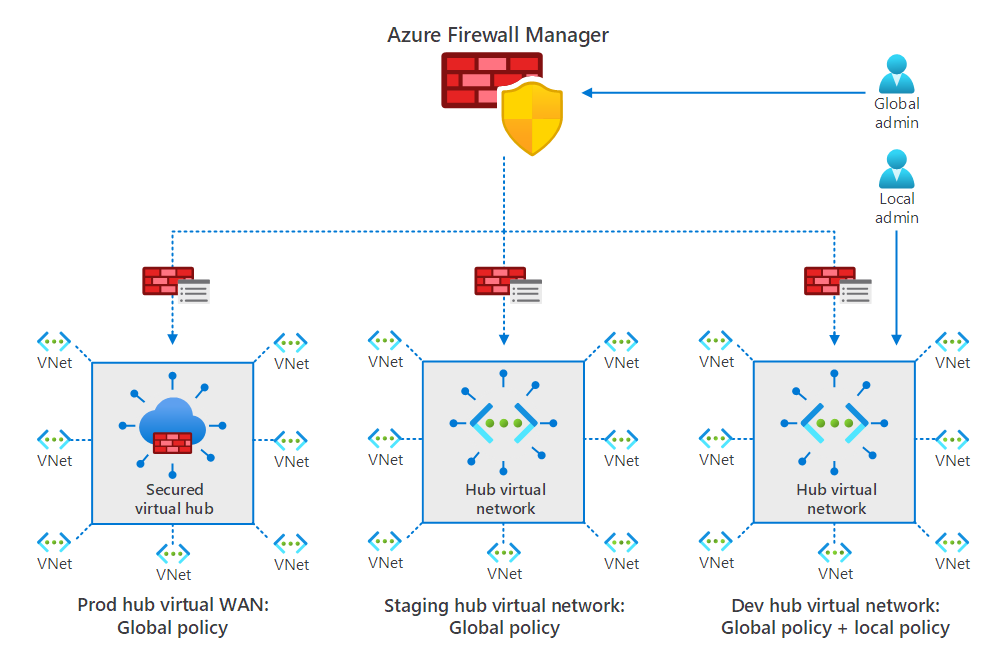 Azure Firewall Manager
Global
admin
Local
admin
VNet
VNet
VNet
VNet
VNet
VNet
VNet
VNet
VNet
VNet
VNet
VNet
Secured
virtual hub
Hub virtual
network
Hub virtual
network
VNet
VNet
VNet
VNet
VNet
VNet
VNet
VNet
VNet
Prod hub virtual WAN:
Global policy
Staging hub virtual network:
Global policy
Dev hub virtual network:
Global policy + local policy